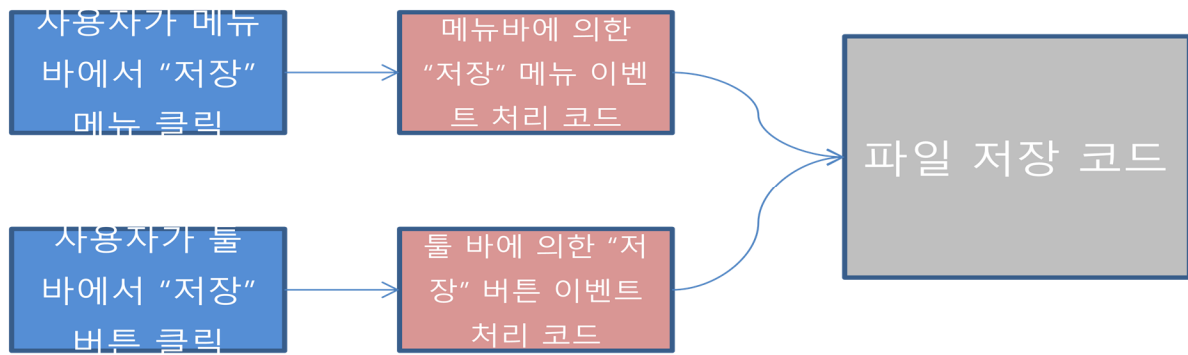 사용자가 메뉴
바에서 “저장”
메뉴 클릭
메뉴바에 의한
“저장” 메뉴 이벤
트 처리 코드
파일 저장 코드
사용자가 툴
바에서 “저장”
버튼 클릭
툴 바에 의한 “저
장” 버튼 이벤트
처리 코드